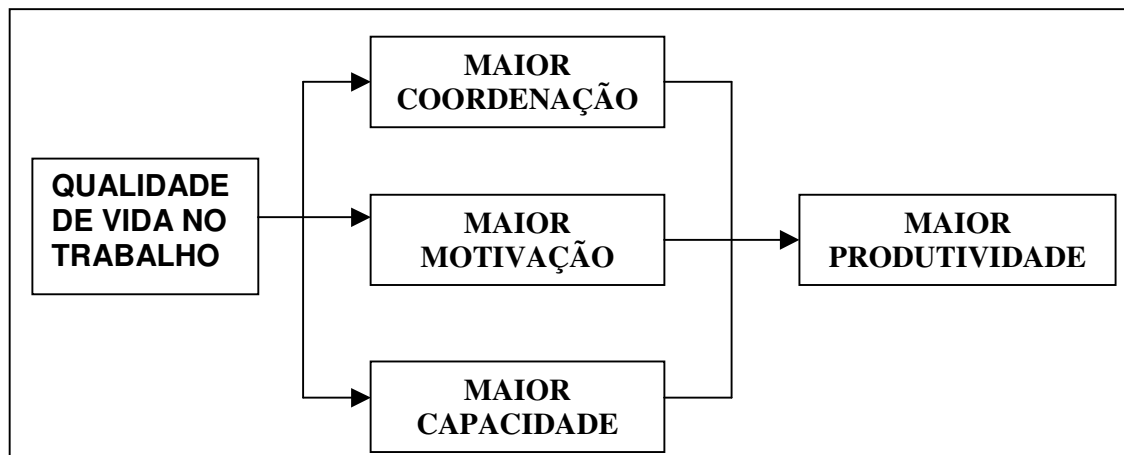 QUALIDADE
DE VIDA NO
TRABALHO
MAIOR
COORDENAÇÃO
MAIOR
MOTIVAÇÃO
MAIOR
CAPACIDADE
MAIOR
PRODUTIVIDADE